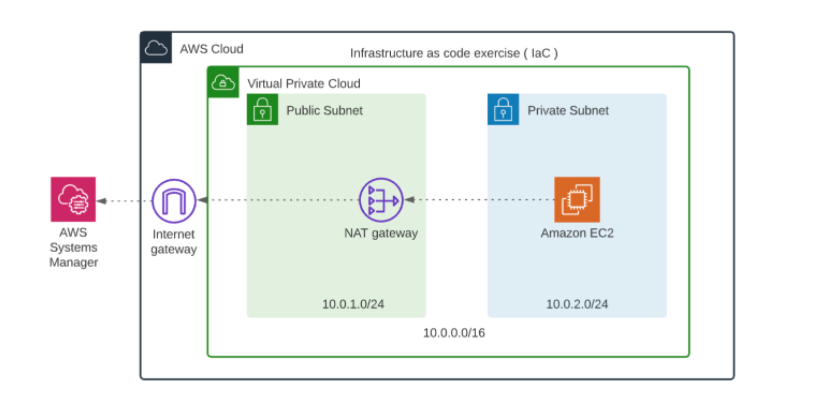 AWS Cloud
Infrastructure as code exercise ( IaC )
Virtual Private Cloud
Public Subnet
Private Subnet
AWS
Systems
Manager
Internet
gateway
NAT gateway
Amazon EC2
10.0.1.0/24
10.0.2.0/24
10.0.0.0/16